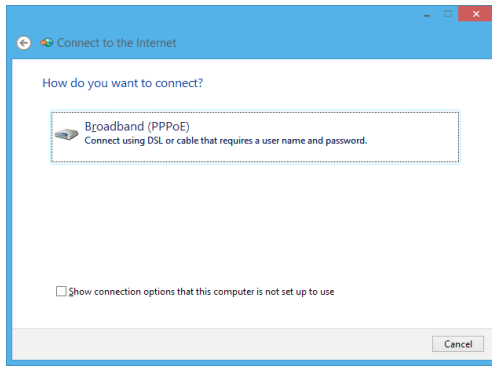 Connect to the Internet
How do you want to connect?
Broadband (PPPoE)
Connect using DSL or cable that requires a user name and password.
Show connection options that this computer is not set up to use
Cancel